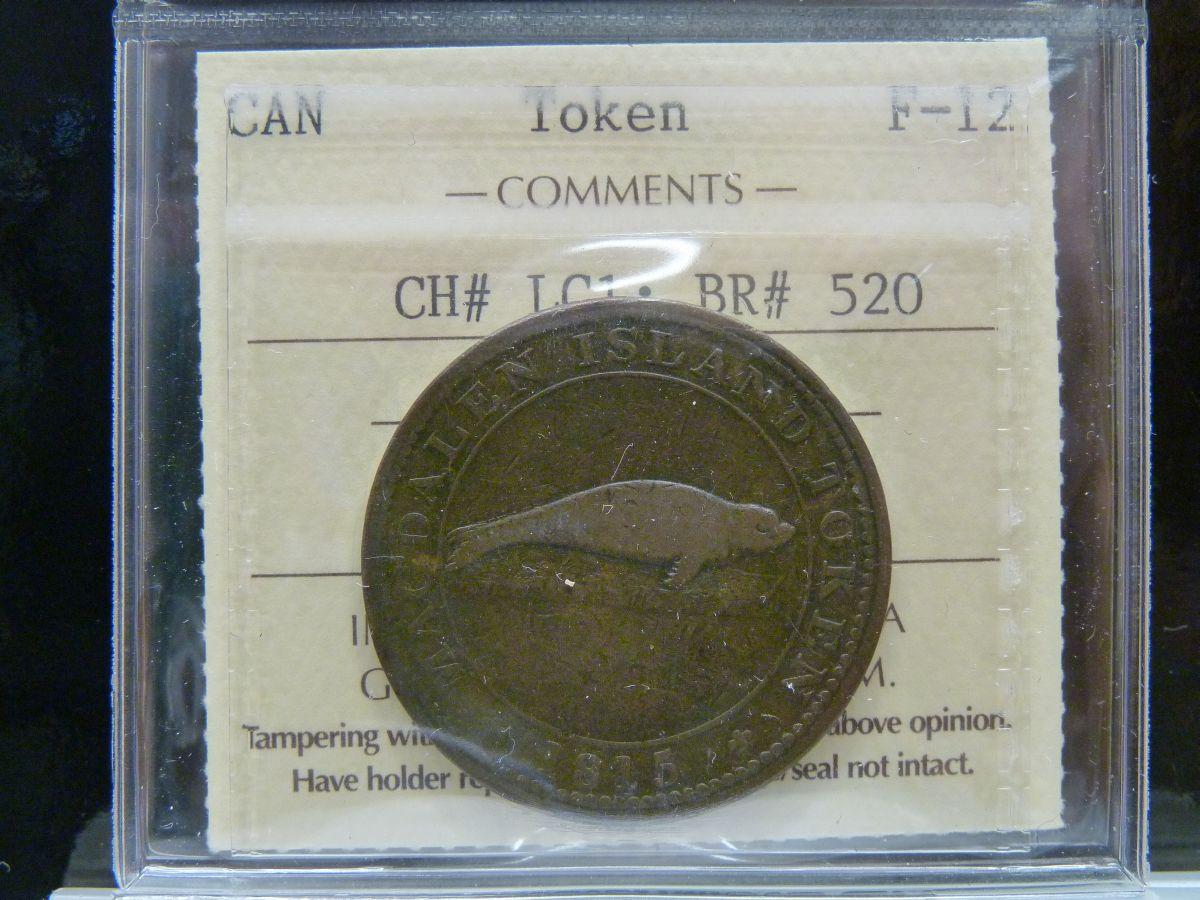 CAN Token F-12
— COMMENTS —
CH# LC1; BR# 520
MAGDALEN ISLAND TOKEN
1815
A
G M.
Tampering with above opinion.
Have holder seal not intact.